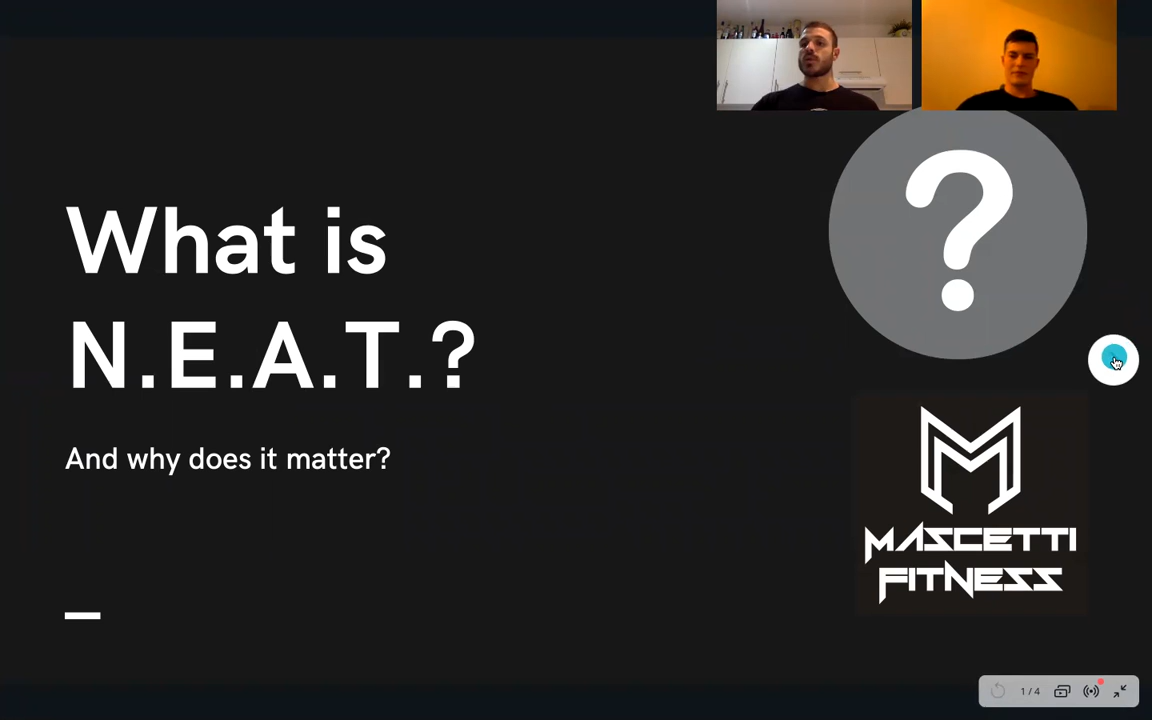 What is
N.E.A.T.?
And why does it matter?
?
MASCETTI
FITNESS
1/4